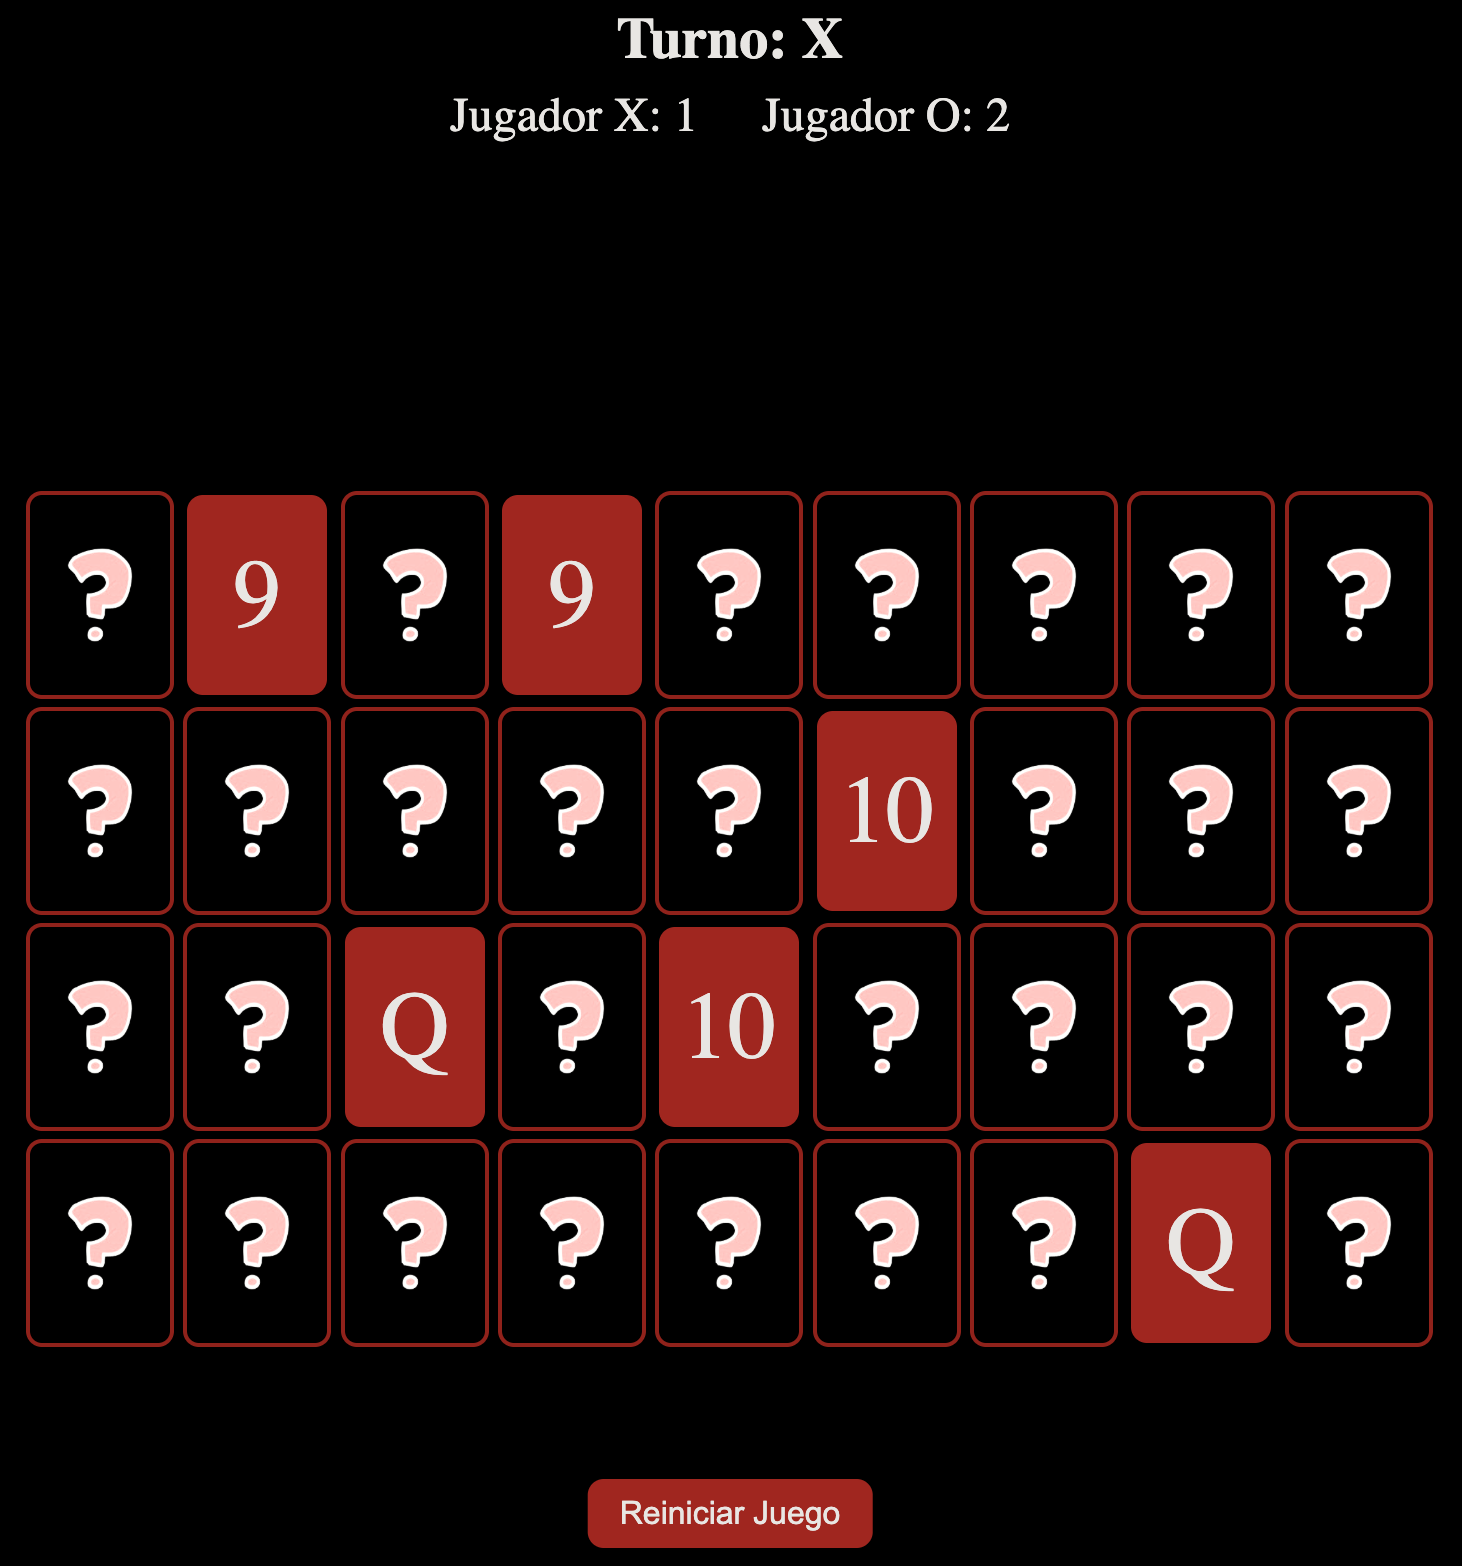 Turno: X
Jugador X: 1 Jugador O: 2
? 9 ? 9 ? ? ? ? ?
? ? ? ? ? 10 ? ? ?
? ? Q ? 10 ? ? ? ?
? ? ? ? ? ? ? Q ?
Reiniciar Juego